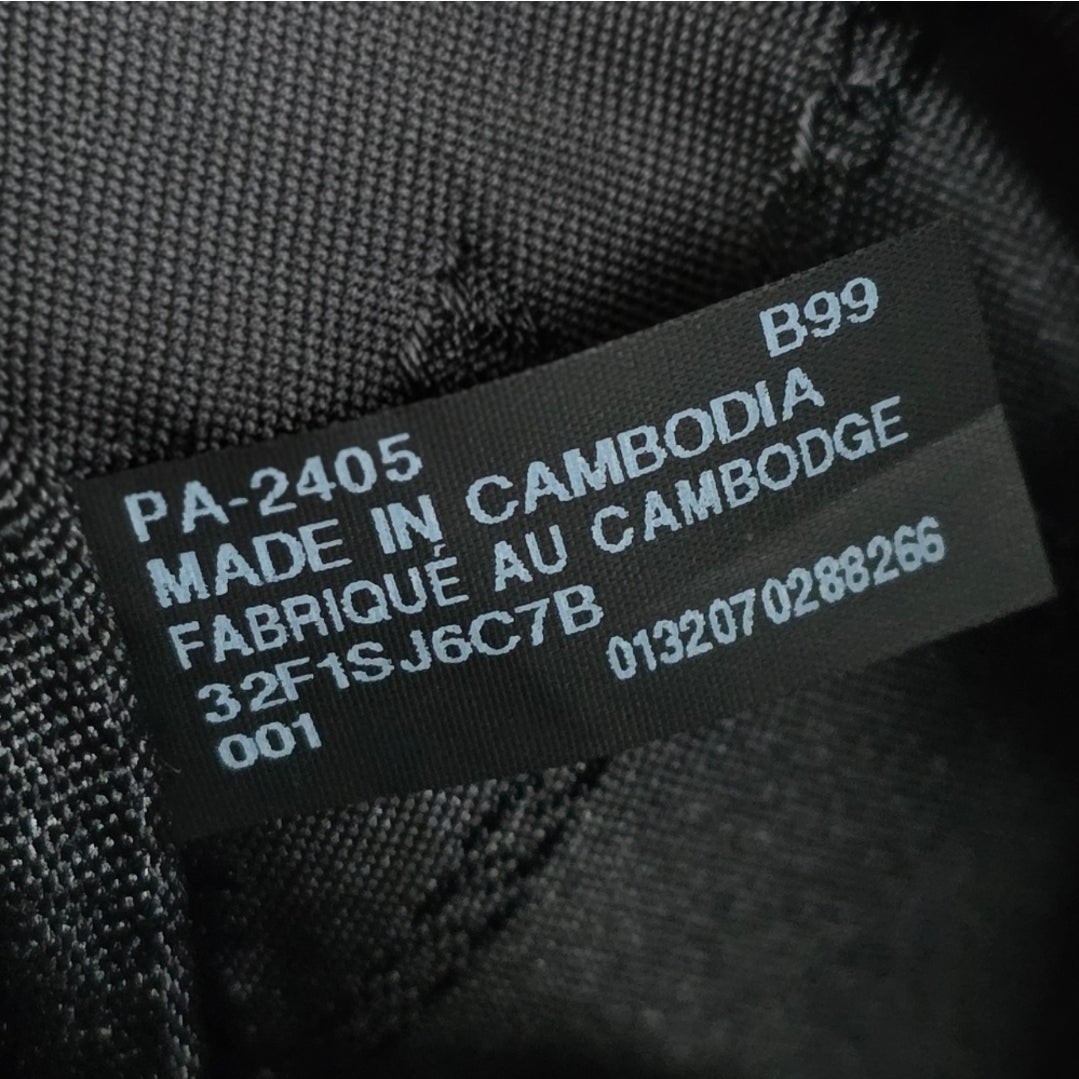 B99
PA-2405
MADE IN CAMBODIA
FABRIQUÉ AU CAMBODGE
32F1SJ6C7B
001
0132070288266